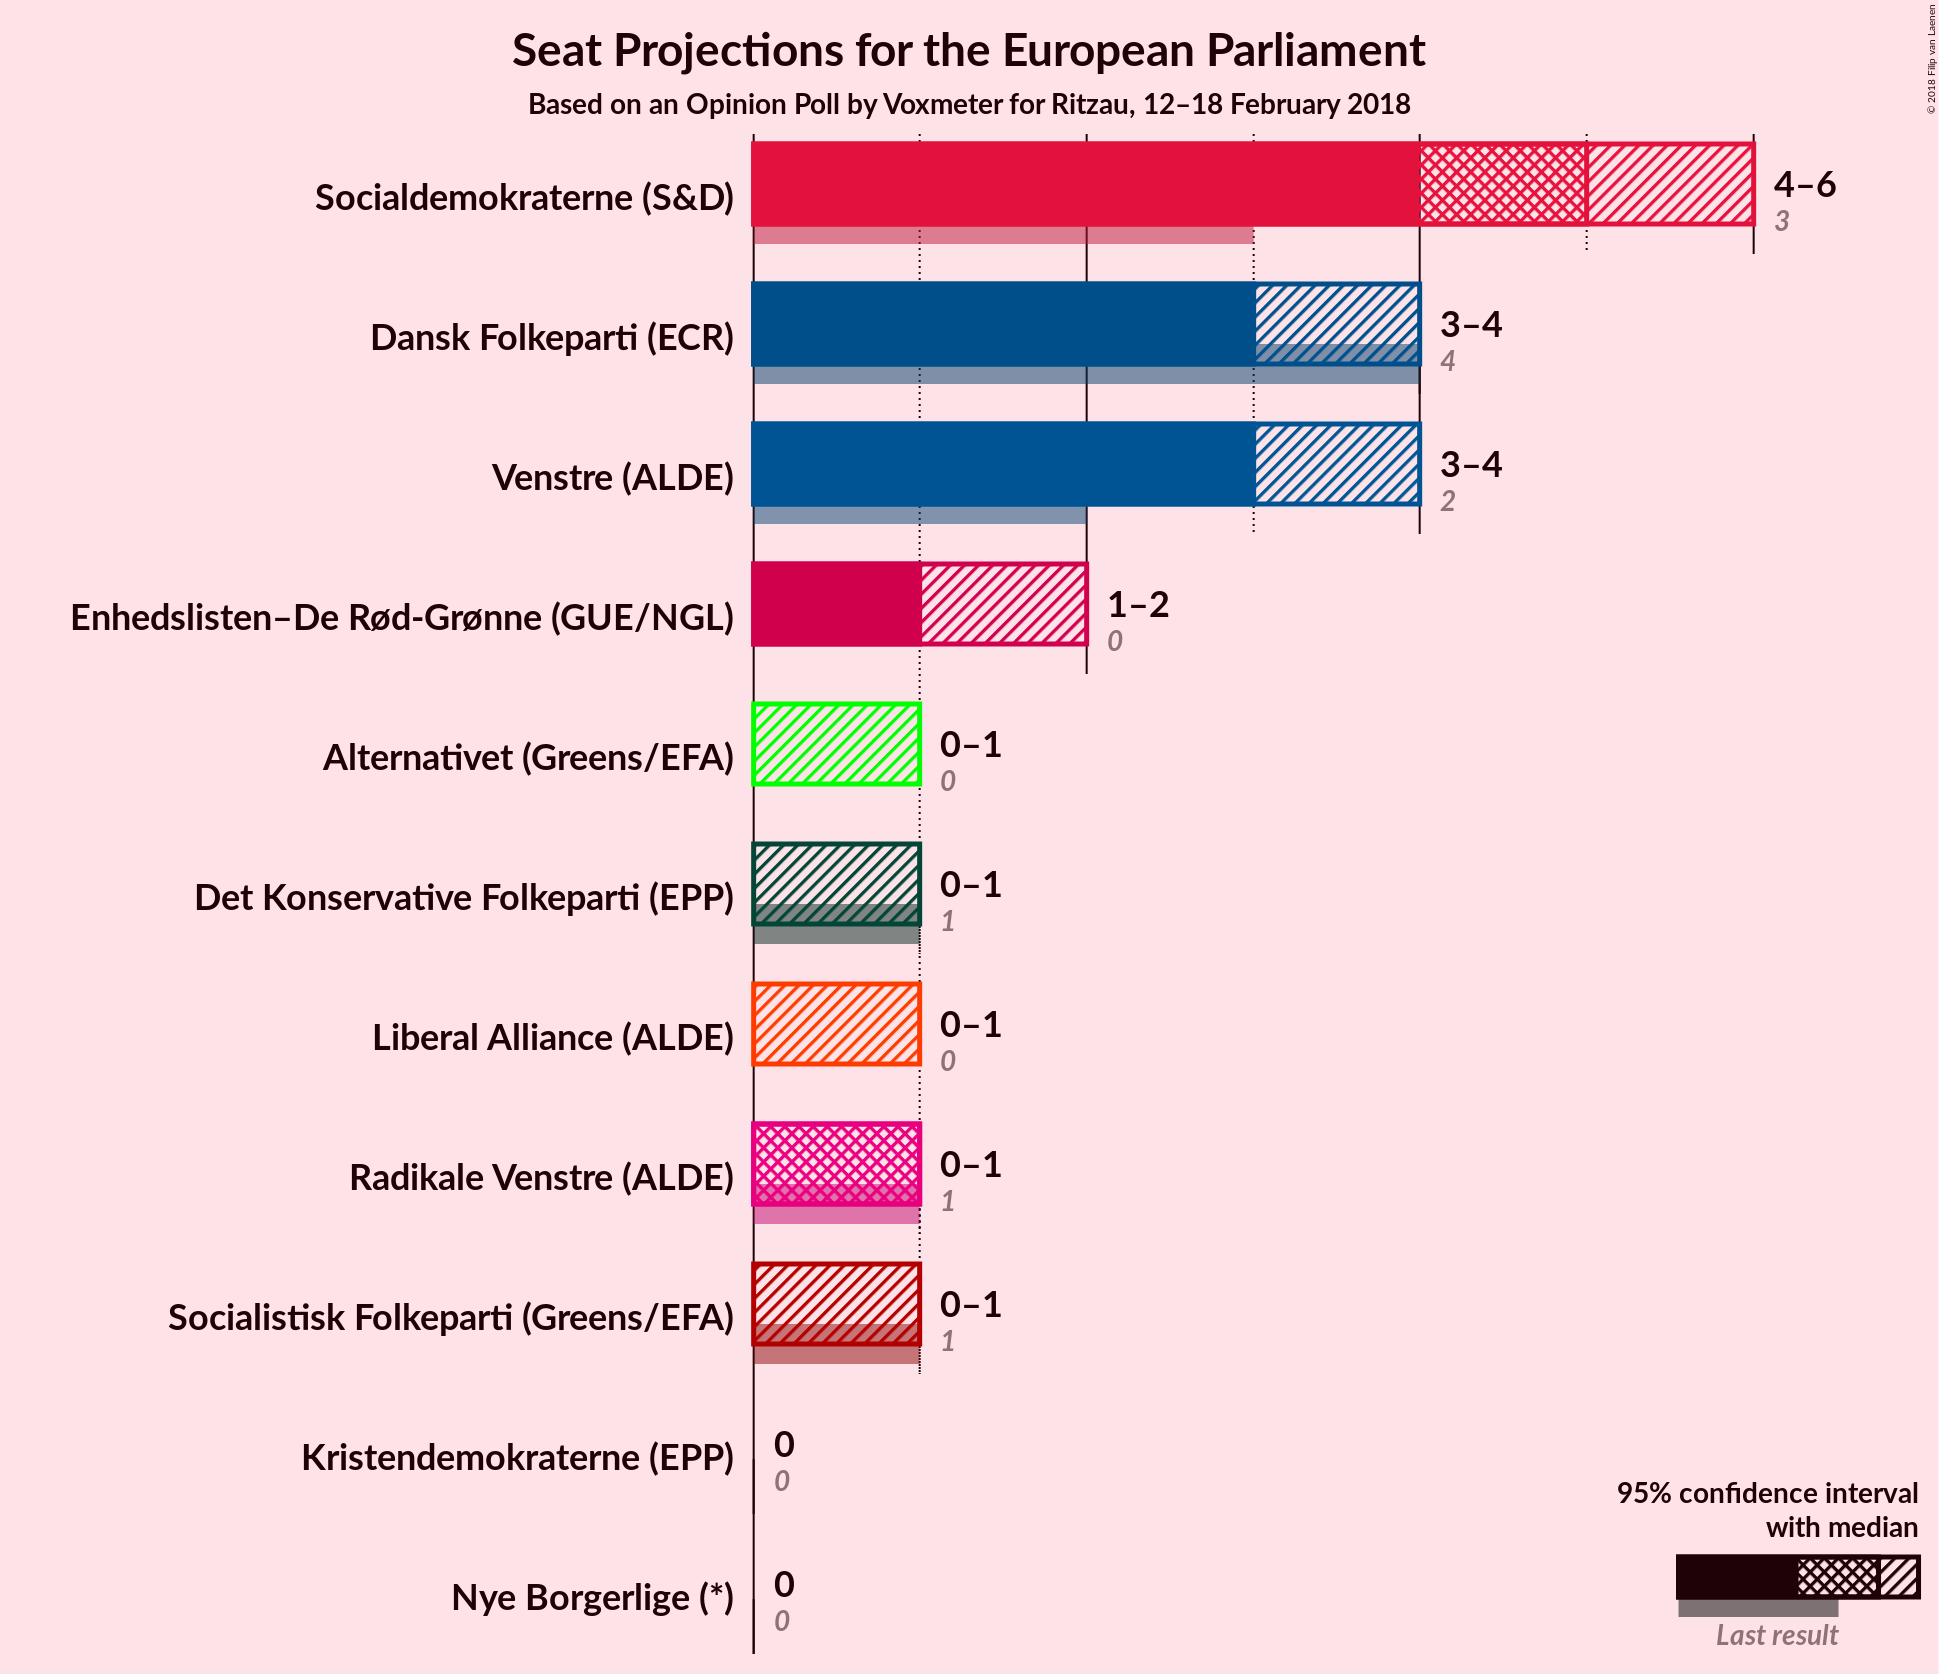 Seat Projections for the European Parliament
Based on an Opinion Poll by Voxmeter for Ritzau, 12–18 February 2018
© 2018 Filip van Laenen
Socialdemokraterne (S&D)
4–6
3
Dansk Folkeparti (ECR)
3–4
4
Venstre (ALDE)
3–4
2
Enhedslisten–De Rød-Grønne (GUE/NGL)
1–2
0
Alternativet (Greens/EFA)
0–1
0
Det Konservative Folkeparti (EPP)
0–1
1
Liberal Alliance (ALDE)
0–1
0
Radikale Venstre (ALDE)
0–1
1
Socialistisk Folkeparti (Greens/EFA)
0–1
1
Kristendemokraterne (EPP)
0
0
Nye Borgerlige (*)
0
0
95% confidence interval
with median
Last result